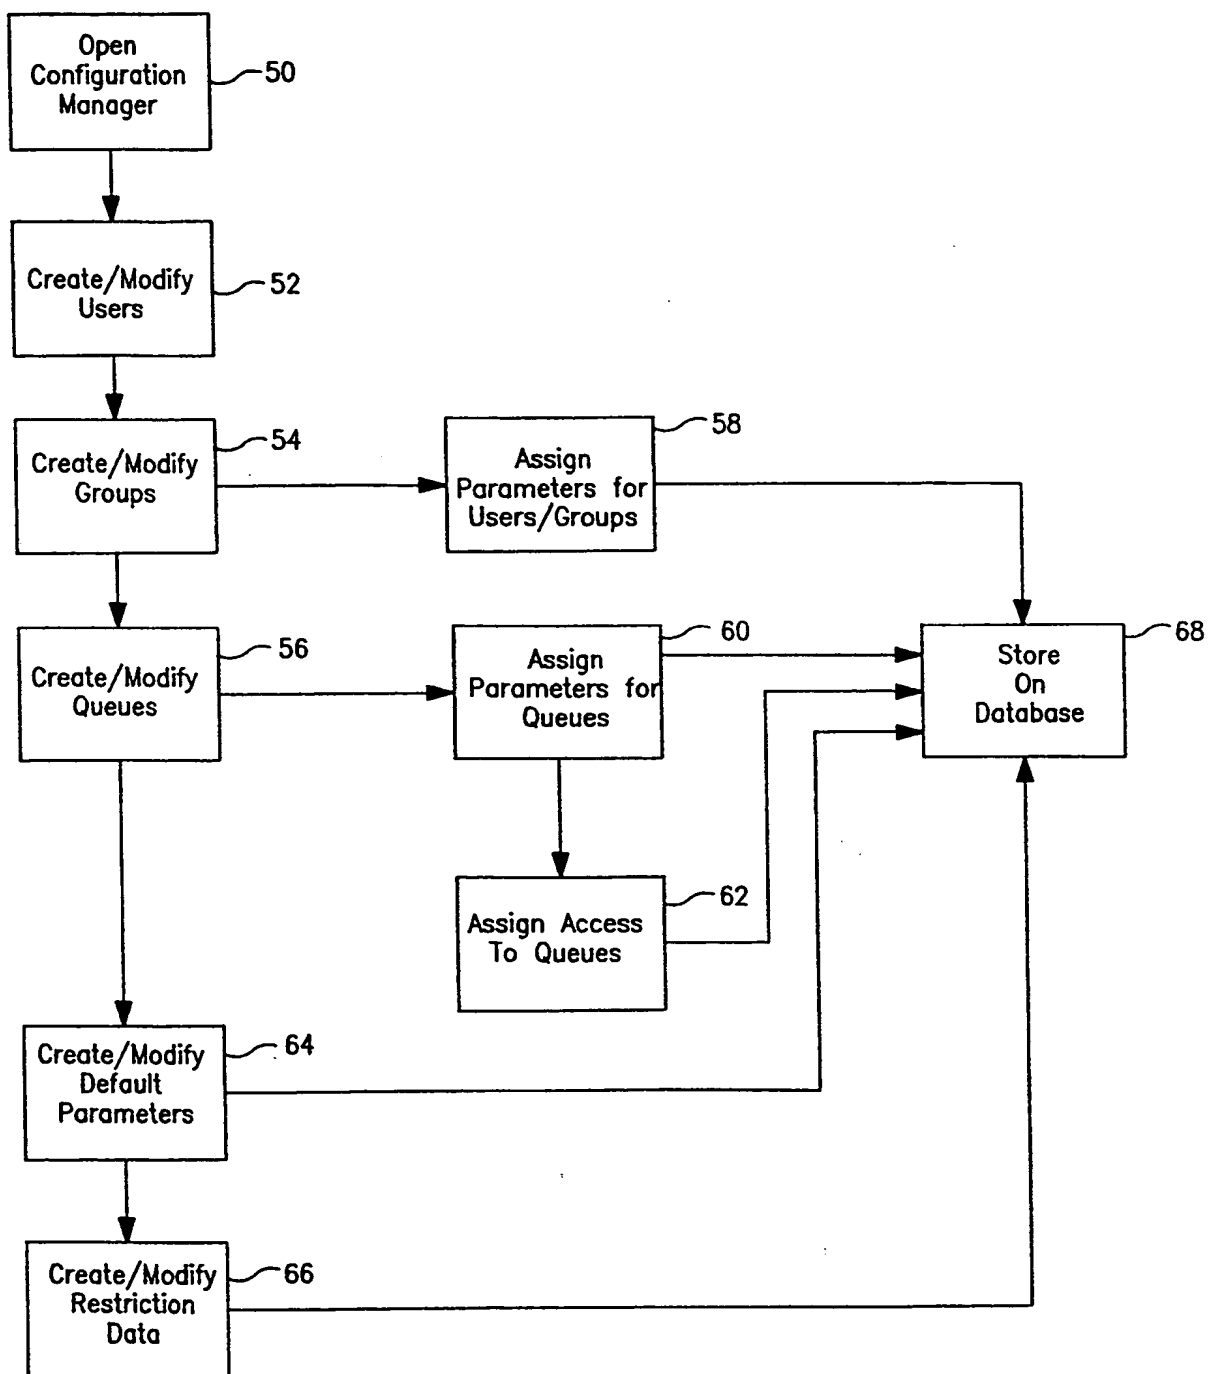 Open
Configuration
Manager
50
Create/Modify
Users
52
Create/Modify
Groups
54
Assign
Parameters for
Users/Groups
58
Create/Modify
Queues
56
Assign
Parameters for
Queues
60
Store
On
Database
68
Assign Access
To Queues
62
Create/Modify
Default
Parameters
64
Create/Modify
Restriction
Data
66